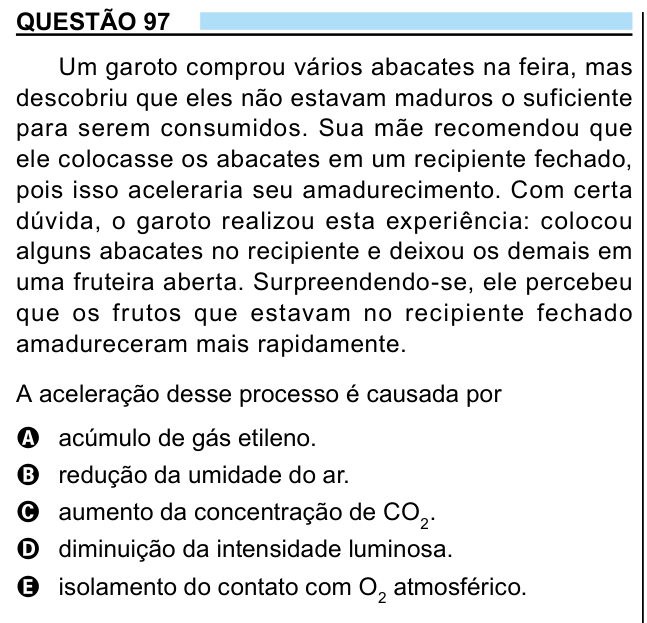 QUESTÃO 97
Um garoto comprou vários abacates na feira, mas
descobriu que eles não estavam maduros o suficiente
para serem consumidos. Sua mãe recomendou que
ele colocasse os abacates em um recipiente fechado,
pois isso aceleraria seu amadurecimento. Com certa
dúvida, o garoto realizou esta experiência: colocou
alguns abacates no recipiente e deixou os demais em
uma fruteira aberta. Surpreendendo-se, ele percebeu
que os frutos que estavam no recipiente fechado
amadureceram mais rapidamente.
A aceleração desse processo é causada por
A acúmulo de gás etileno.
B redução da umidade do ar.
C aumento da concentração de CO₂.
D diminuição da intensidade luminosa.
E isolamento do contato com O₂ atmosférico.